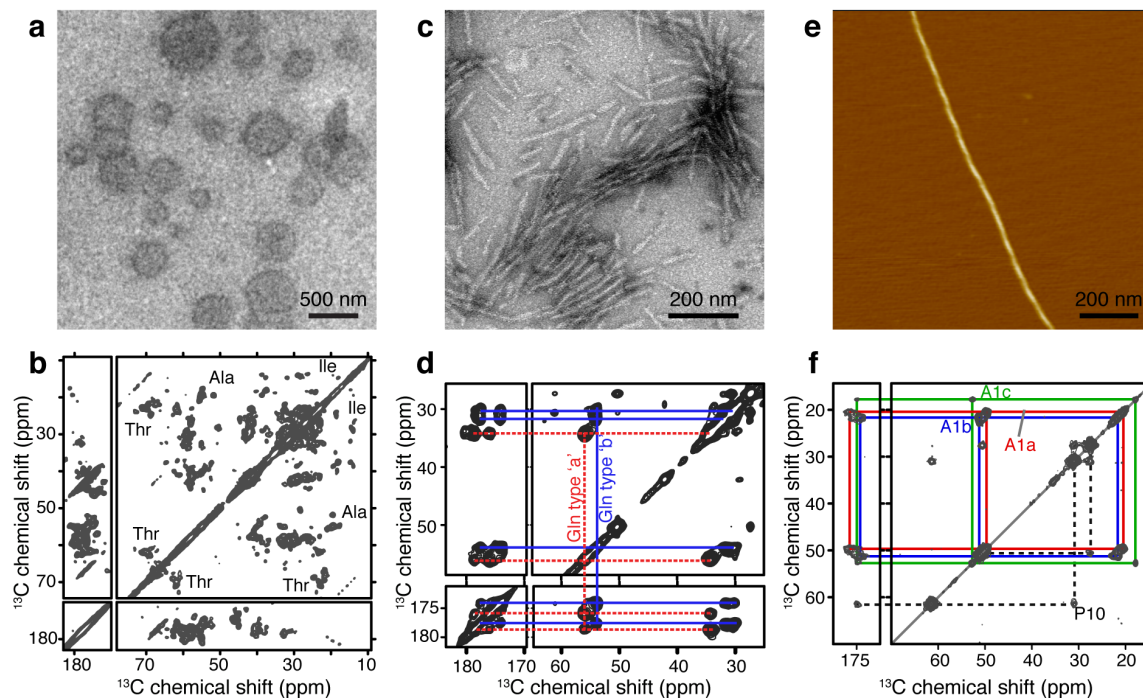 a
500 nm
c
200 nm
e
200 nm
b
Ile
Ala
Ile
Thr
Ala
Thr
Thr
Thr
30
50
70
180
¹³C chemical shift (ppm)
180
70
50
30
10
¹³C chemical shift (ppm)
d
30
40
50
175
180
¹³C chemical shift (ppm)
Gln type 'a'
Gln type 'b'
180
170
60
50
40
30
¹³C chemical shift (ppm)
f
A1c
A1b
A1a
P10
20
30
40
50
60
¹³C chemical shift (ppm)
175
60
50
40
30
20
¹³C chemical shift (ppm)